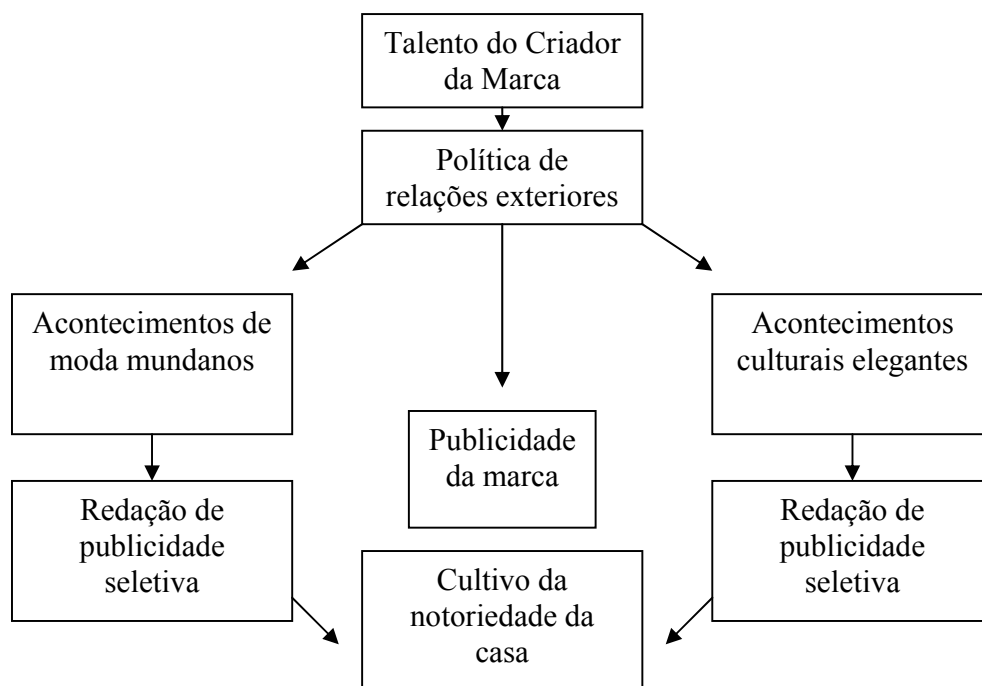 Talento do Criador
da Marca
Política de
relações exteriores
Acontecimentos de
moda mundanos
Acontecimentos
culturais elegantes
Publicidade
da marca
Redação de
publicidade
seletiva
Redação de
publicidade
seletiva
Cultivo da
notoriedade da
casa